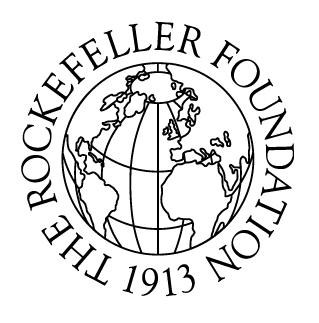 THE ROCKEFELLER FOUNDATION
1913